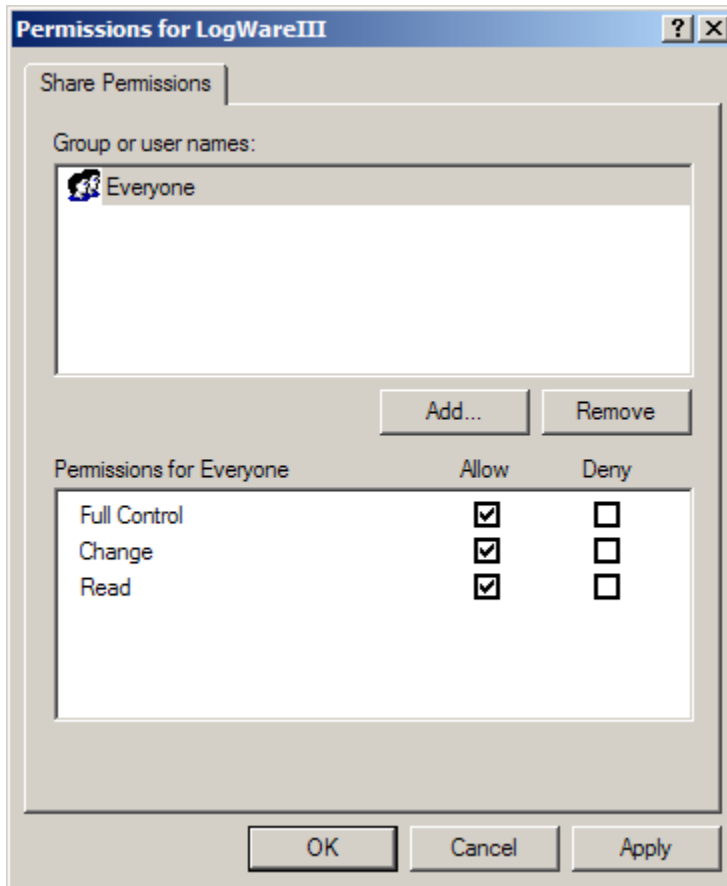 Permissions for LogWareIII
Share Permissions
Group or user names:
Everyone
Add... Remove
Permissions for Everyone Allow Deny
Full Control
Change
Read
OK Cancel Apply